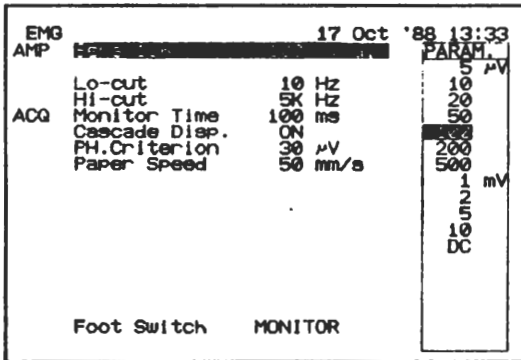 EMG 17 Oct '88 13:33
AMP PARAM.
5 µV
Lo-cut 10 Hz 10
Hi-cut 5K Hz 20
ACQ Monitor Time 100 ms 50
Cascade Disp. ON
PH.Criterion 30 µV 200
Paper Speed 50 mm/s 500
1 mV
2
5
10
DC
Foot Switch MONITOR